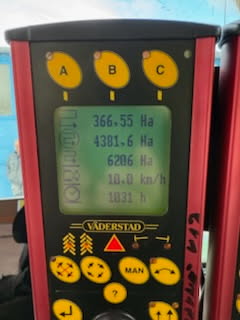 A B C
366.55 Ha
4381.6 Ha
6206 Ha
10.0 km/h
1031 h
VÄDERSTAD
MAN
?